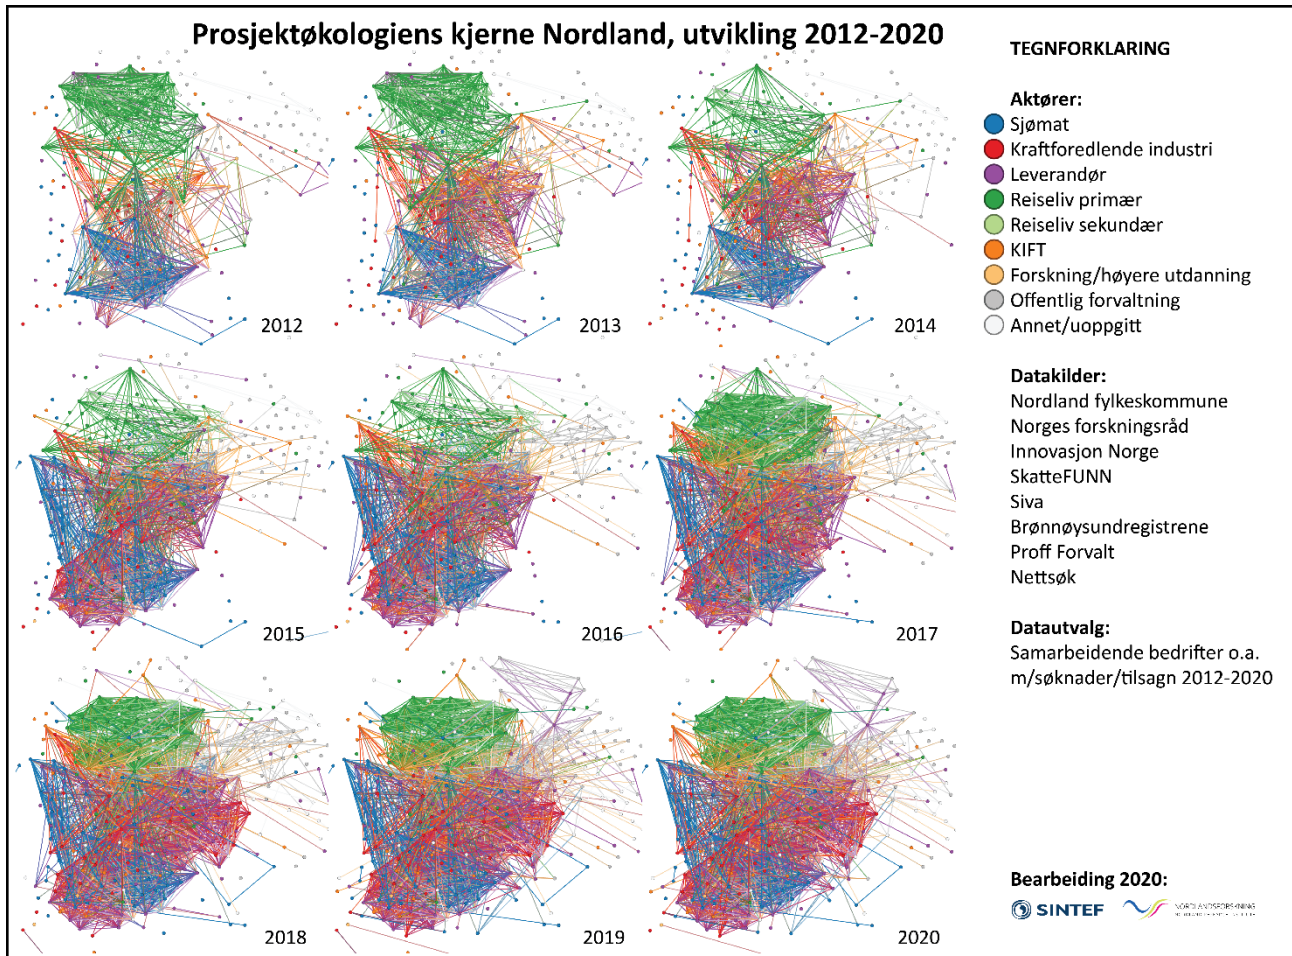 Prosjektøkologiens kjerne Nordland, utvikling 2012-2020
2012
2013
2014
2015
2016
2017
2018
2019
2020
TEGNFORKLARING
Aktører:
Sjømat
Kraftforedlende industri
Leverandør
Reiseliv primær
Reiseliv sekundær
KIFT
Forskning/høyere utdanning
Offentlig forvaltning
Annet/uoppgitt
Datakilder:
Nordland fylkeskommune
Norges forskningsråd
Innovasjon Norge
SkatteFUNN
Siva
Brønnøysundregistrene
Proff Forvalt
Nettsøk
Datautvalg:
Samarbeidende bedrifter o.a.
m/søknader/tilsagn 2012-2020
Bearbeiding 2020:
SINTEF
NORDLANDSFORSKNING